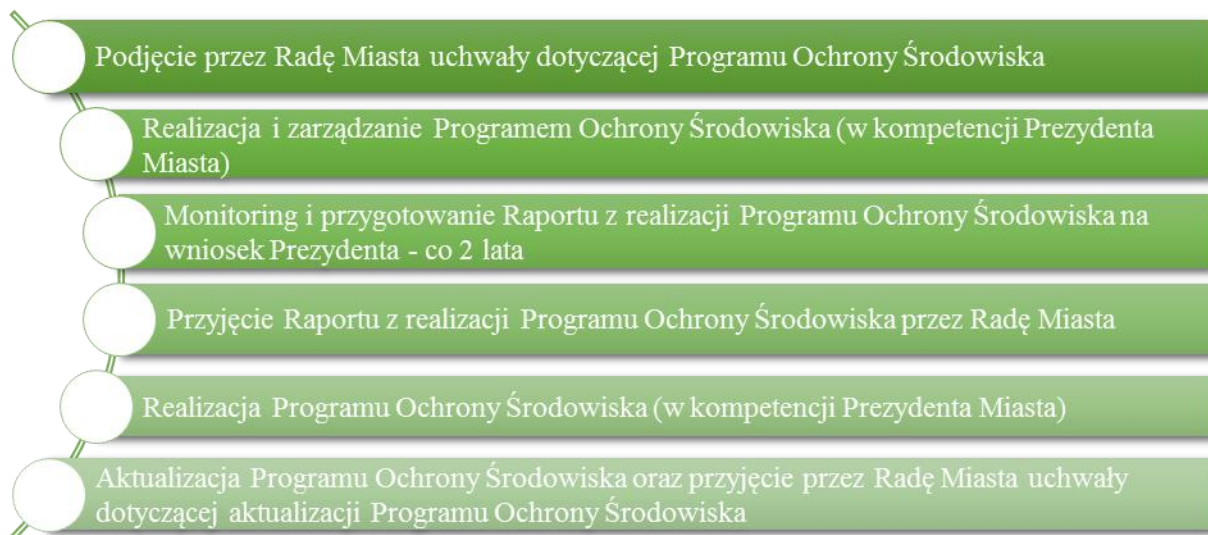 Podjęcie przez Radę Miasta uchwały dotyczącej Programu Ochrony Środowiska
Realizacja i zarządzanie Programem Ochrony Środowiska (w kompetencji Prezydenta
Miasta)
Monitoring i przygotowanie Raportu z realizacji Programu Ochrony Środowiska na
wniosek Prezydenta - co 2 lata
Przyjęcie Raportu z realizacji Programu Ochrony Środowiska przez Radę Miasta
Realizacja Programu Ochrony Środowiska (w kompetencji Prezydenta Miasta)
Aktualizacja Programu Ochrony Środowiska oraz przyjęcie przez Radę Miasta uchwały
dotyczącej aktualizacji Programu Ochrony Środowiska